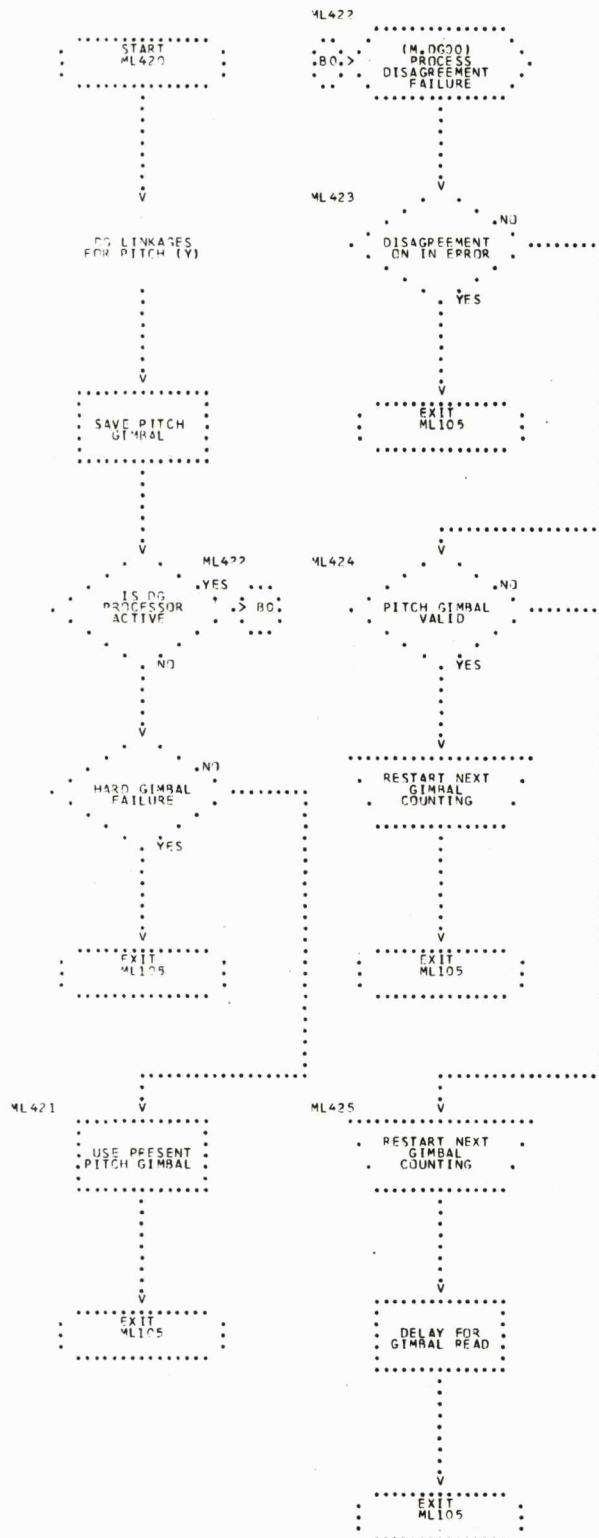 START
ML420
DG LINKAGES
FOR PITCH (Y)
SAVE PITCH
GIMBAL
ML422
IS DG
PROCESSOR
ACTIVE
YES
> B0
NO
HARD GIMBAL
FAILURE
NO
YES
EXIT
ML105
ML421
USE PRESENT
PITCH GIMBAL
EXIT
ML105
ML422
B0 >
(M.DG00)
PROCESS
DISAGREEMENT
FAILURE
ML423
DISAGREEMENT
ON IN ERROR
NO
YES
EXIT
ML105
ML424
PITCH GIMBAL
VALID
NO
YES
RESTART NEXT
GIMBAL
COUNTING
EXIT
ML105
ML425
RESTART NEXT
GIMBAL
COUNTING
DELAY FOR
GIMBAL READ
EXIT
ML105